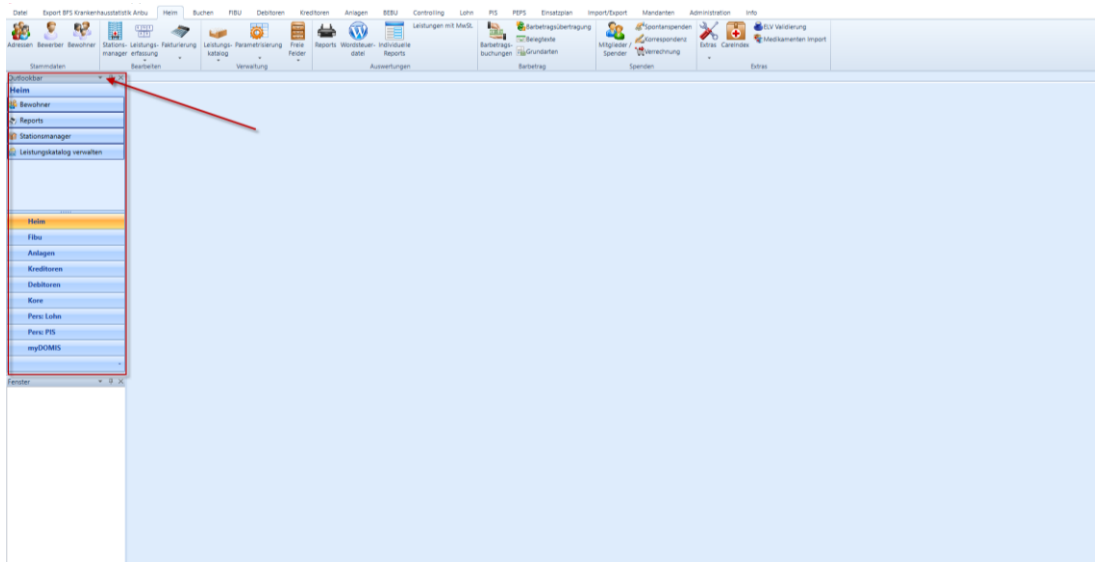 Datei Export BFS Krankenhausstatistik Anbu Heim Buchen FIBU Debitoren Kreditoren Anlagen BEBU Controlling Lohn PIS PEPS Einsatzplan Import/Export Mandanten Administration Info
Adressen Bewerber Bewohner
Stammdaten
Stations-manager Leistungs-erfassung Fakturierung
Bearbeiten
Leistungs-katalog Parametrisierung Freie Felder
Verwaltung
Reports Wordsteuer-datei Individuelle Reports Leistungen mit MwSt.
Auswertungen
Barbetrags-buchungen Barbetragsübertragung
Belegtexte
Grundarten
Barbetrag
Mitglieder / Spender Spontanspenden
Korrespondenz
Verrechnung
Spenden
Extras CareIndex ELV Validierung
Medikamenten Import
Extras
Outlookbar
Heim
Bewohner
Reports
Stationsmanager
Leistungskatalog verwalten
Heim
Fibu
Anlagen
Kreditoren
Debitoren
Kore
Pers: Lohn
Pers: PIS
myDOMIS
Fenster